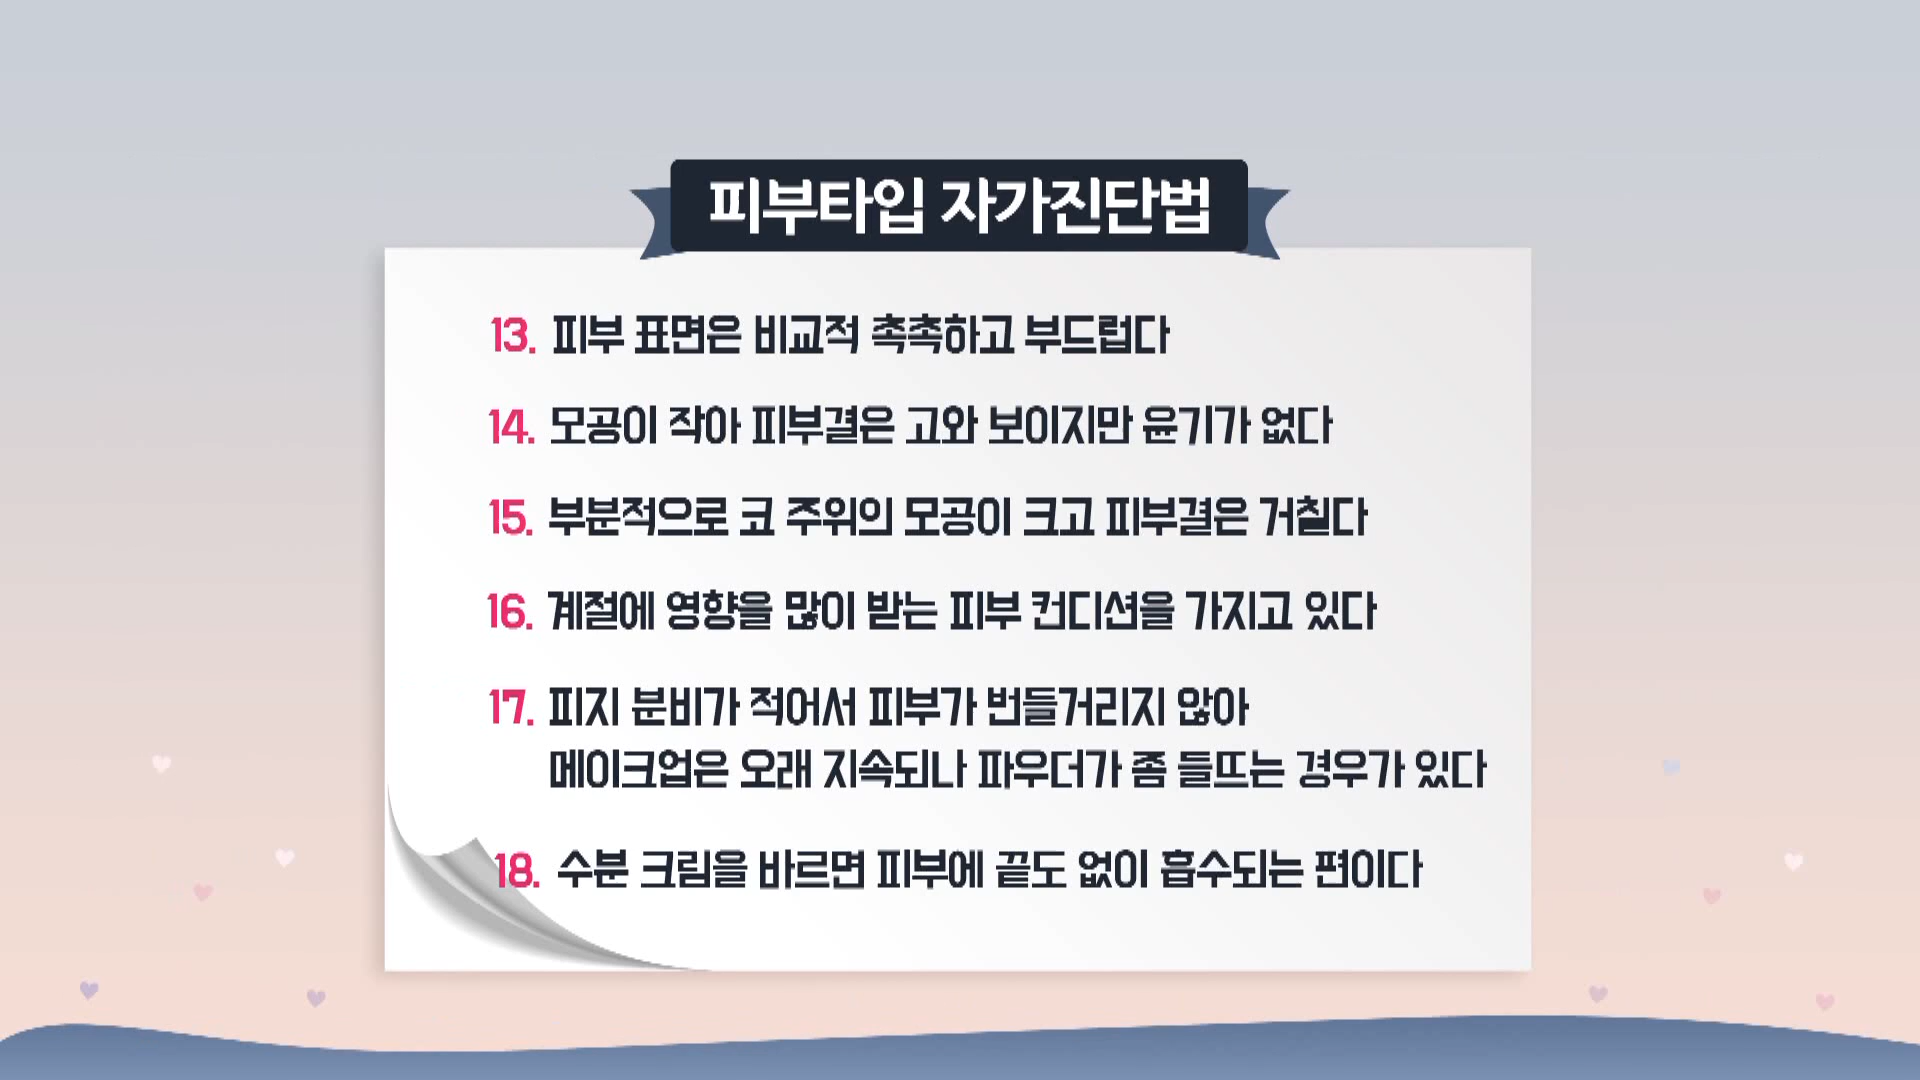 피부타입 자가진단법
13. 피부 표면은 비교적 촉촉하고 부드럽다
14. 모공이 작아 피부결은 고와 보이지만 윤기가 없다
15. 부분적으로 코 주위의 모공이 크고 피부결은 거칠다
16. 계절에 영향을 많이 받는 피부 컨디션을 가지고 있다
17. 피지 분비가 적어서 피부가 번들거리지 않아
메이크업은 오래 지속되나 파우더가 좀 들뜨는 경우가 있다
18. 수분 크림을 바르면 피부에 끝도 없이 흡수되는 편이다